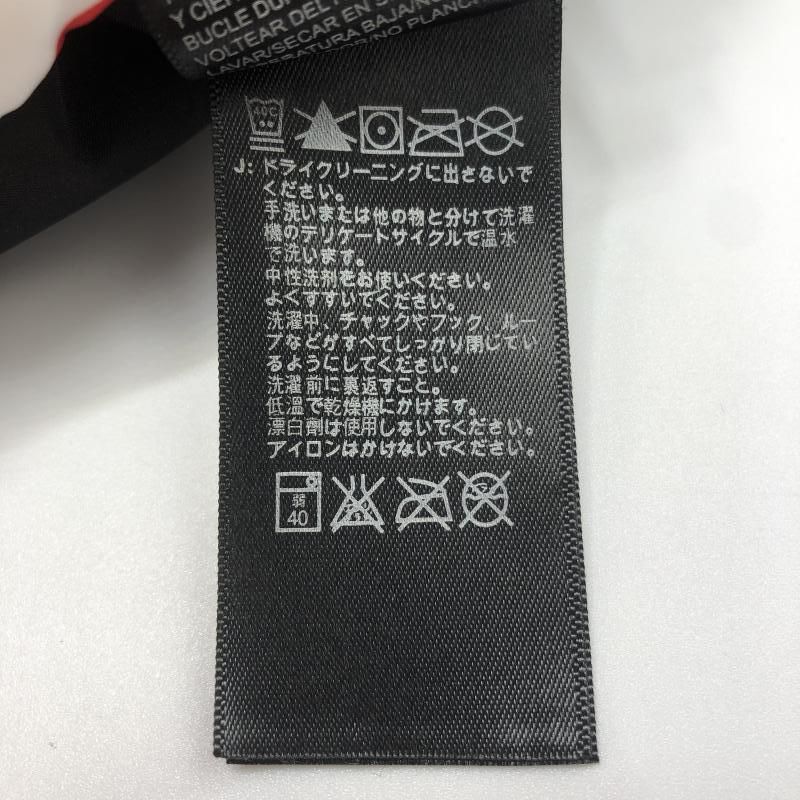 Y CIE
BUCLE DU
VOLTEAR DEL
LAVAR/SECAR EN S
BAJA/N
NO PLANC
40C
J: ドライクリーニングに出さないで
ください。
手洗いまたは他の物と分けて洗濯
機のデリケートサイクルで温水
で洗います。
中性洗剤をお使いください。
よくすすいでください。
洗濯中、チャックやフック、ルー
プなどがすべてしっかり閉じてい
るようにしてください。
洗濯前に裏返すこと。
低温で乾燥機にかけます。
漂白劑は使用しないでください。
アイロンはかけないでください。
弱
40